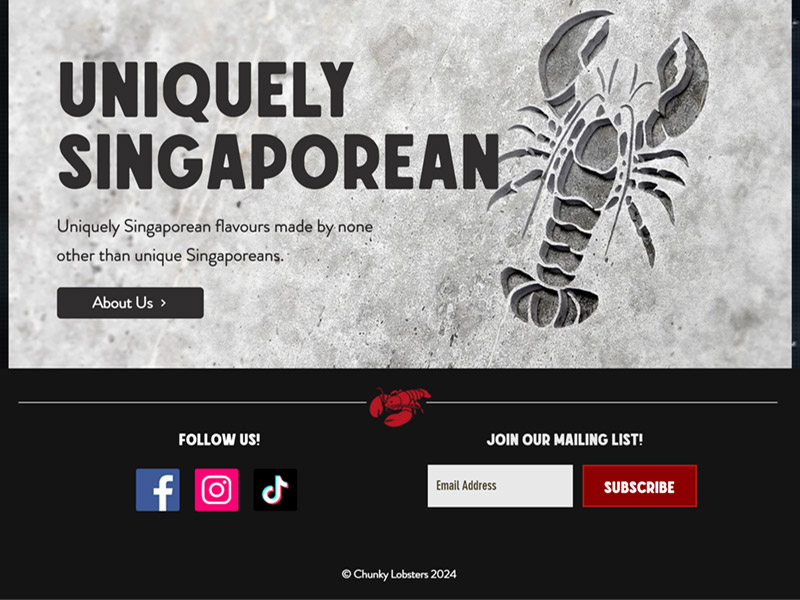 UNIQUELY
SINGAPOREAN
Uniquely Singaporean flavours made by none
other than unique Singaporeans.
About Us >
FOLLOW US!
JOIN OUR MAILING LIST!
Email Address
SUBSCRIBE
© Chunky Lobsters 2024